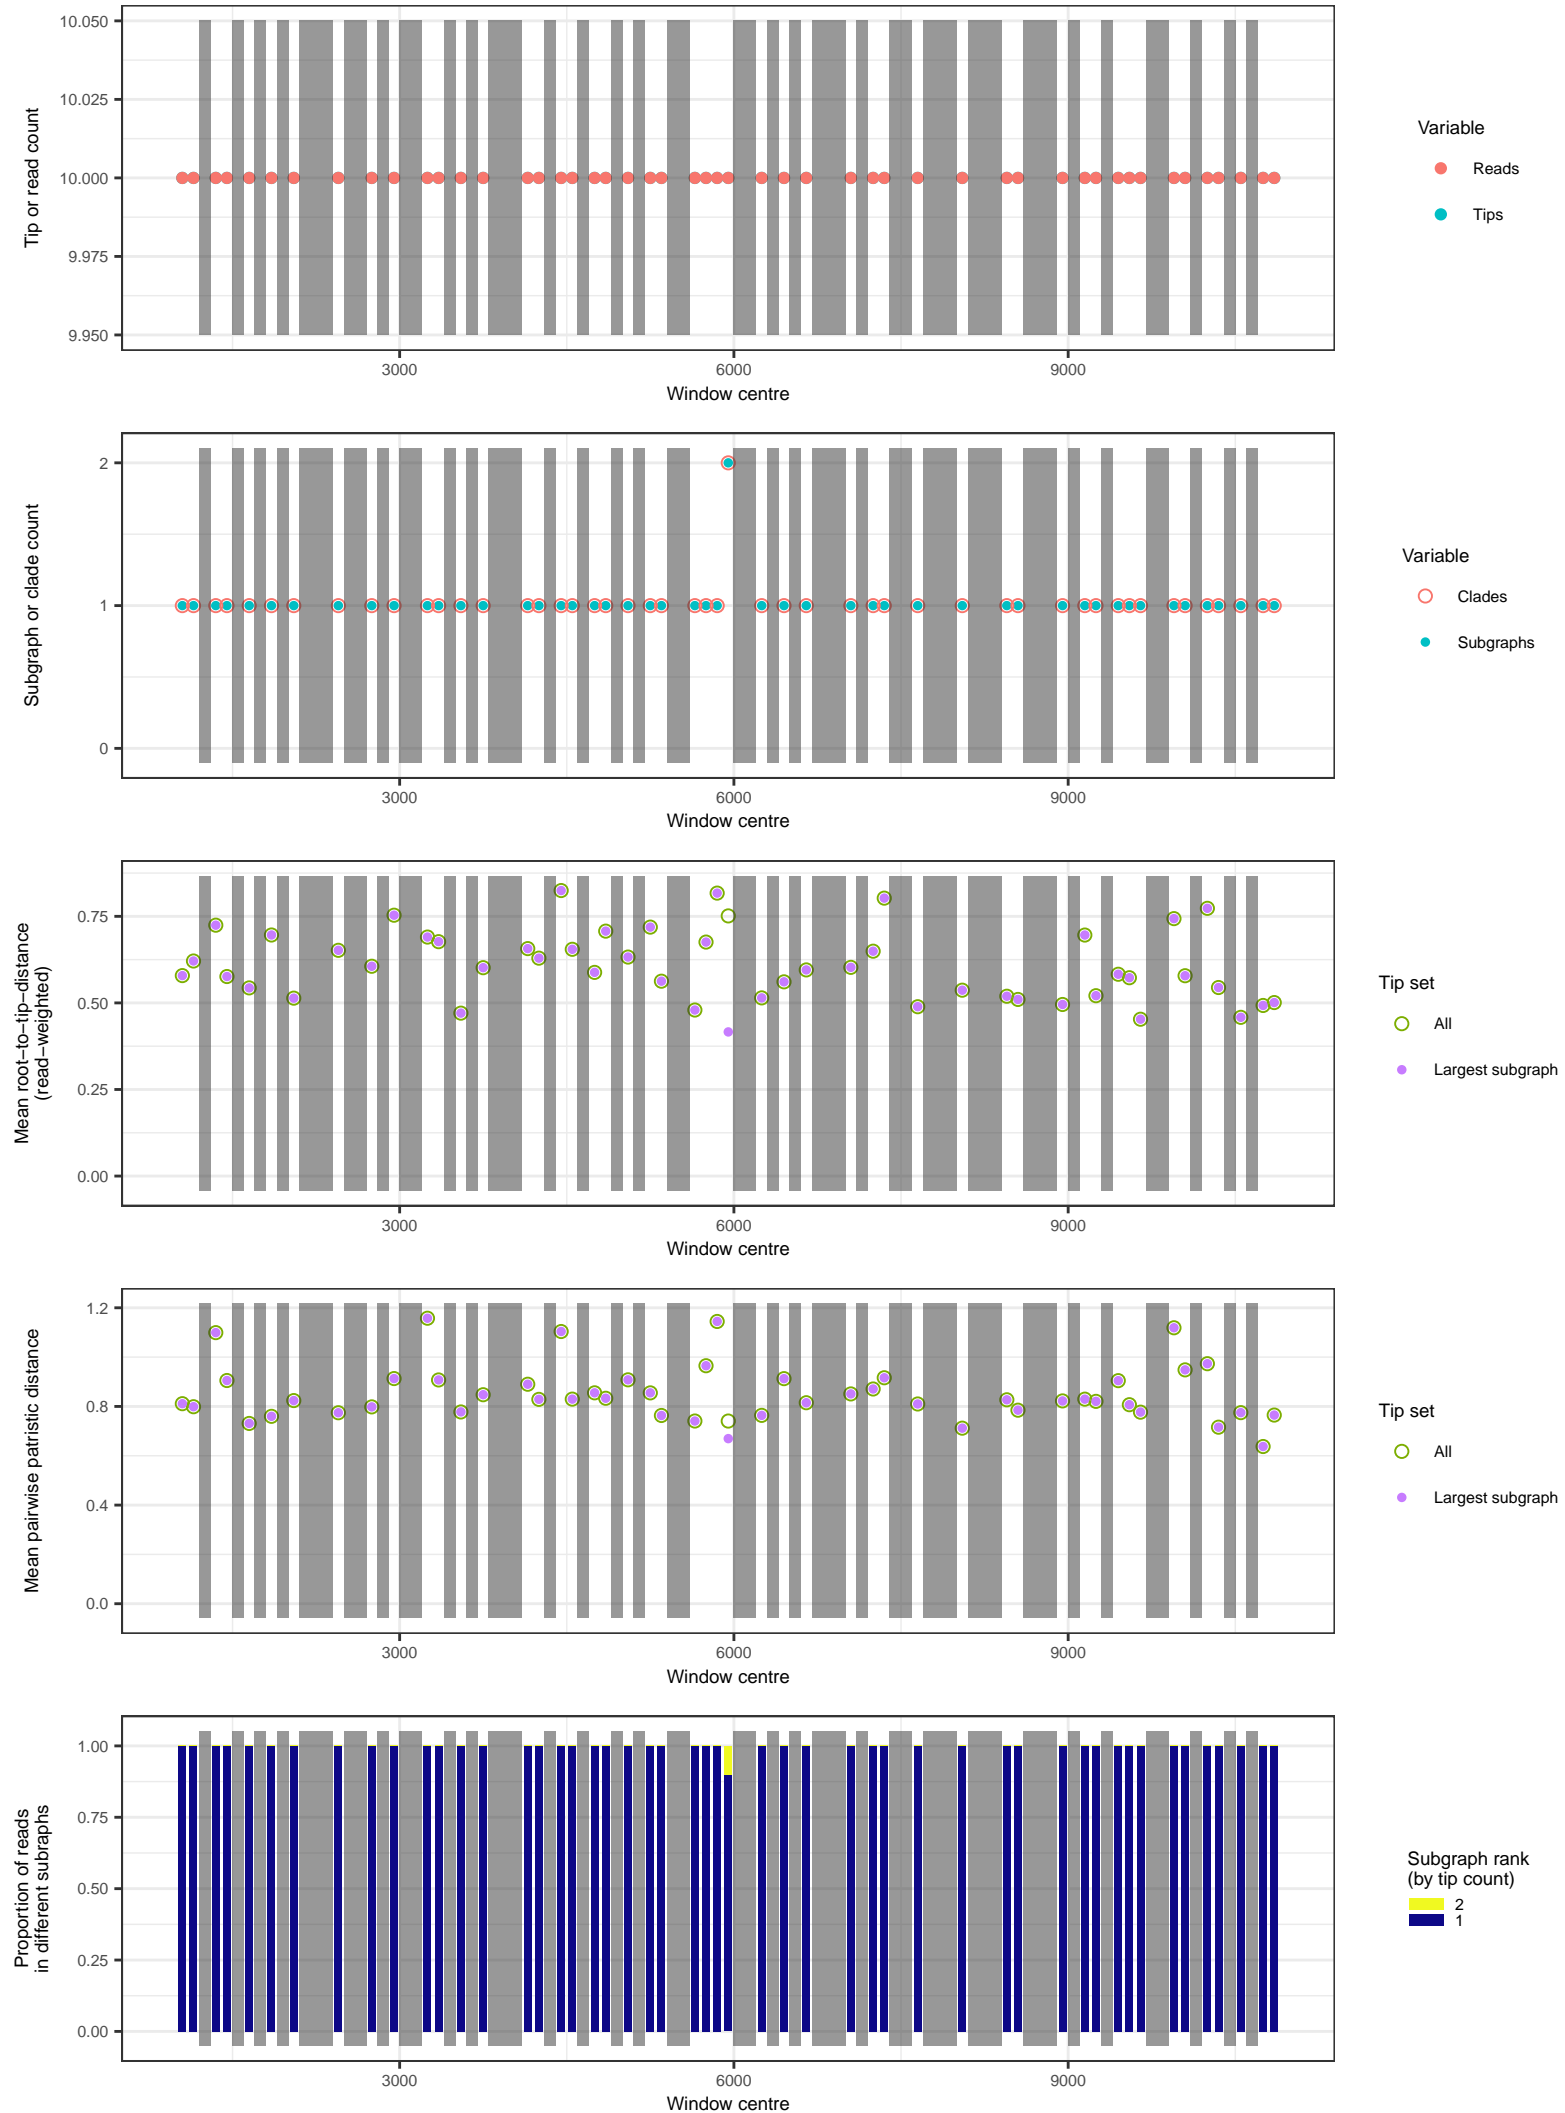 10.050
10.025
10.000
9.975
9.950
Tip or read count
3000 6000 9000
Window centre
Variable
Reads
Tips
2
1
0
Subgraph or clade count
3000 6000 9000
Window centre
Variable
Clades
Subgraphs
0.75
0.50
0.25
0.00
Mean root−to−tip−distance
(read−weighted)
3000 6000 9000
Window centre
Tip set
All
Largest subgraph
1.2
0.8
0.4
0.0
Mean pairwise patristic distance
3000 6000 9000
Window centre
Tip set
All
Largest subgraph
1.00
0.75
0.50
0.25
0.00
Proportion of reads
in different subraphs
3000 6000 9000
Window centre
Subgraph rank
(by tip count)
2
1